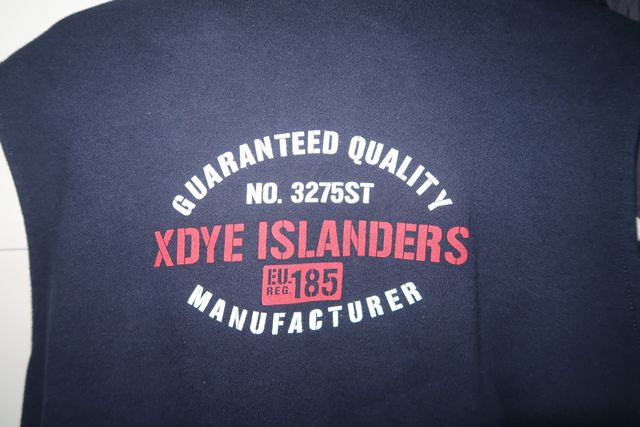 GUARANTEED QUALITY
NO. 3275ST
XDYE ISLANDERS
EU. REG. 185
MANUFACTURER